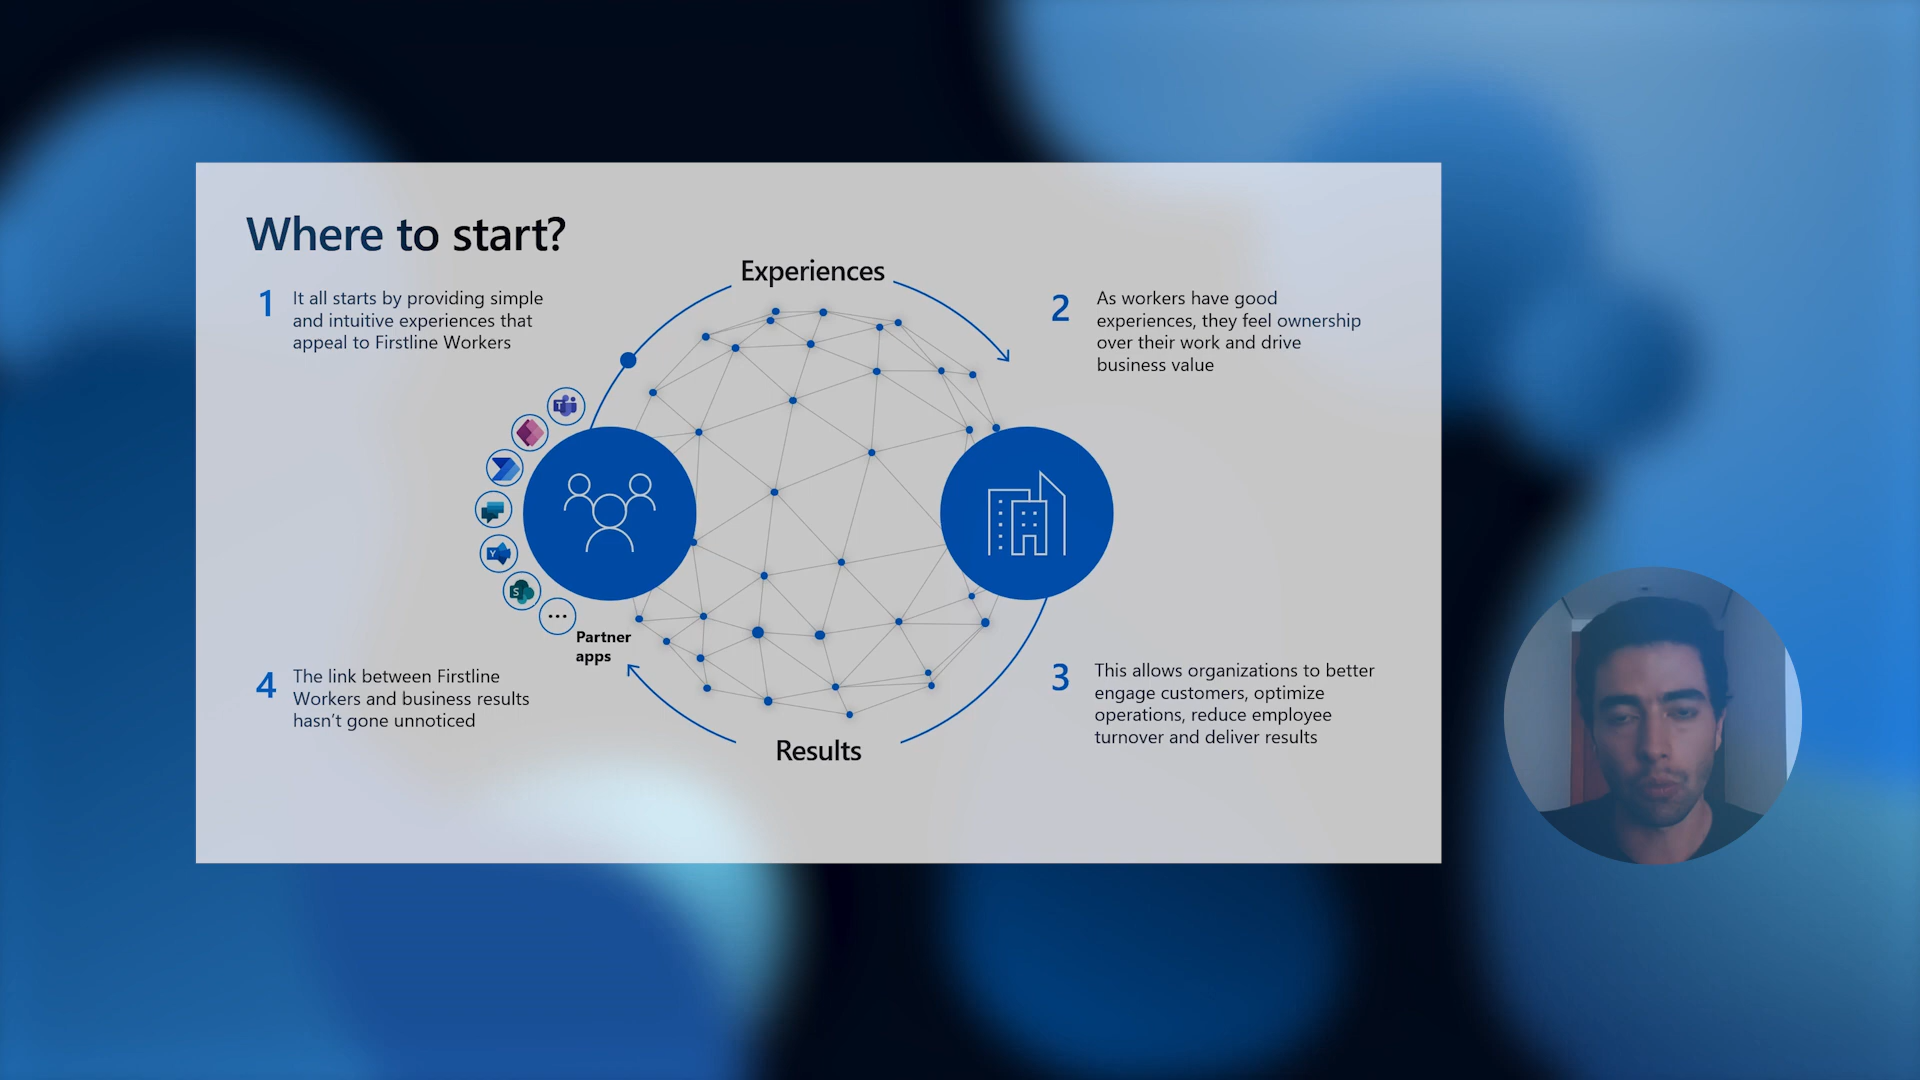 Where to start?
Experiences
1
It all starts by providing simple
and intuitive experiences that
appeal to Firstline Workers
2
As workers have good
experiences, they feel ownership
over their work and drive
business value
T
Y
S
Partner
apps
4
The link between Firstline
Workers and business results
hasn't gone unnoticed
3
This allows organizations to better
engage customers, optimize
operations, reduce employee
turnover and deliver results
Results